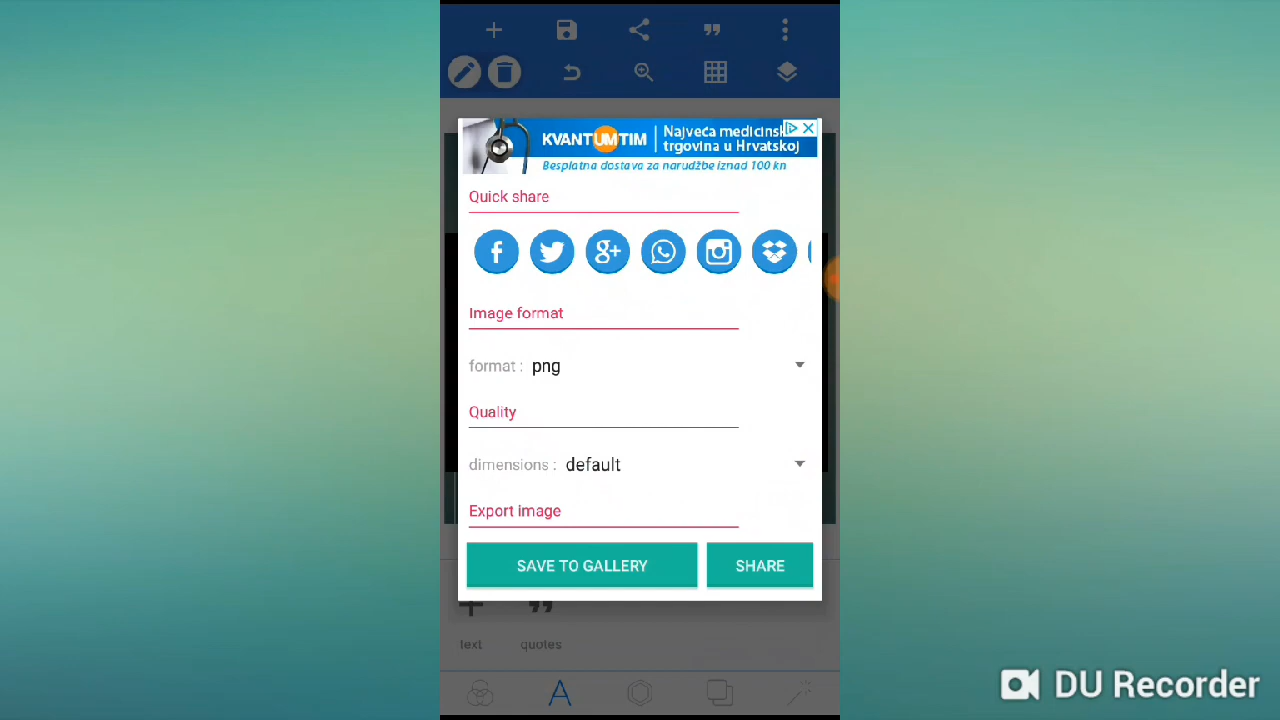 KVANTUMTIM
Najveća medicinsk
trgovina u Hrvatskoj
Besplatna dostava za narudžbe iznad 100 kn
Quick share
Image format
format : png
Quality
dimensions : default
Export image
SAVE TO GALLERY SHARE
text quotes
DU Recorder